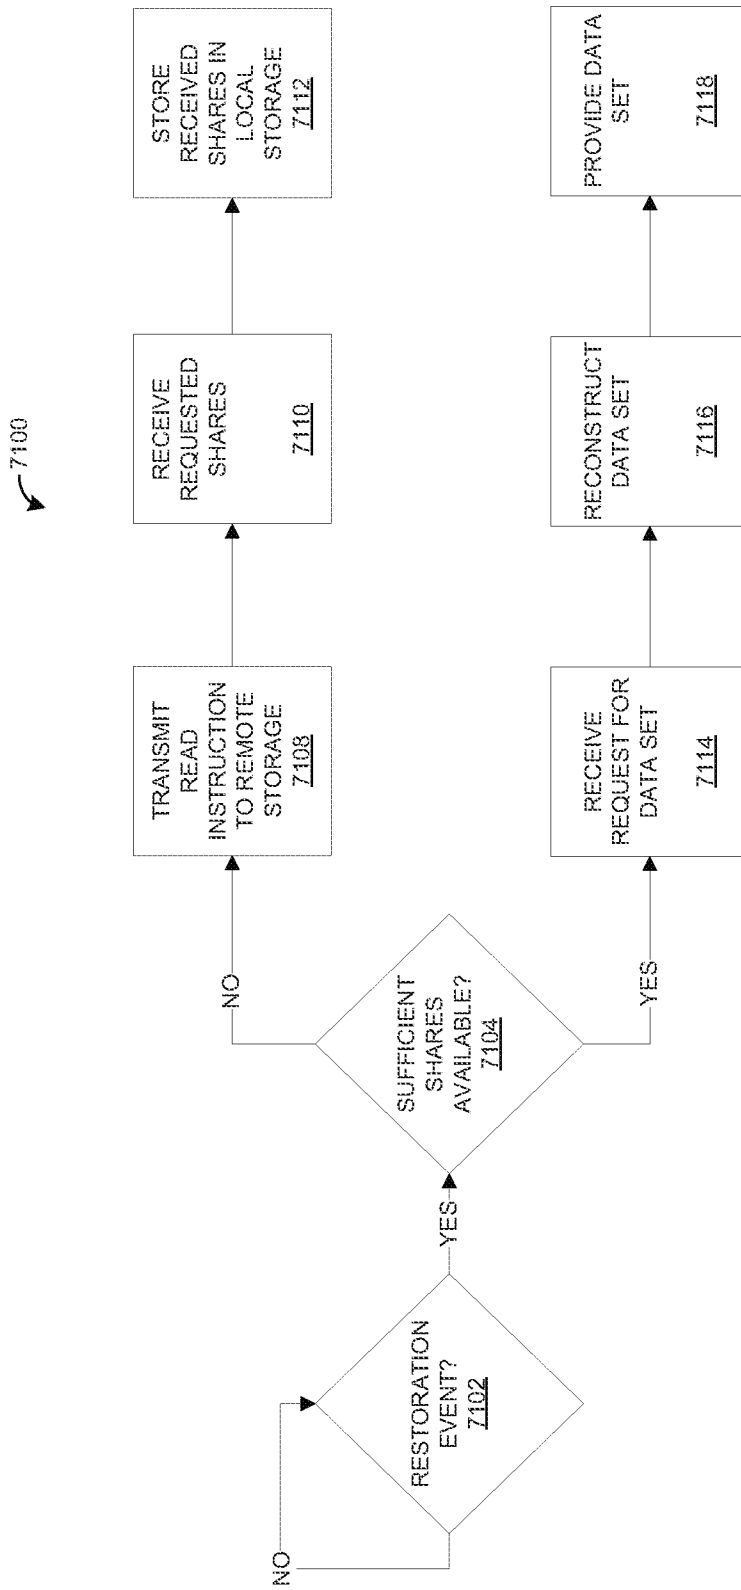 7100
NO
RESTORATION
EVENT?
7102
YES
SUFFICIENT
SHARES
AVAILABLE?
7104
NO
TRANSMIT
READ
INSTRUCTION
TO REMOTE
STORAGE
7108
RECEIVE
REQUESTED
SHARES
7110
STORE
RECEIVED
SHARES IN
LOCAL
STORAGE
7112
YES
RECEIVE
REQUEST FOR
DATA SET
7114
RECONSTRUCT
DATA SET
7116
PROVIDE DATA
SET
7118